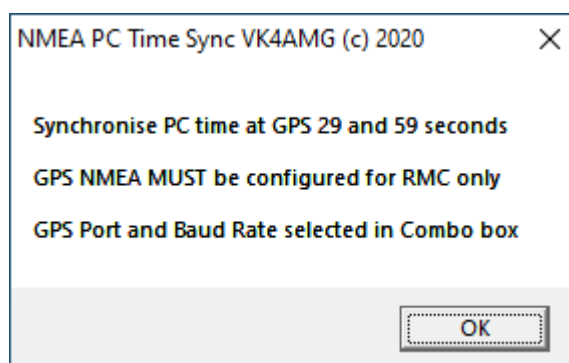 NMEA PC Time Sync VK4AMG (c) 2020
Synchronise PC time at GPS 29 and 59 seconds
GPS NMEA MUST be configured for RMC only
GPS Port and Baud Rate selected in Combo box
OK